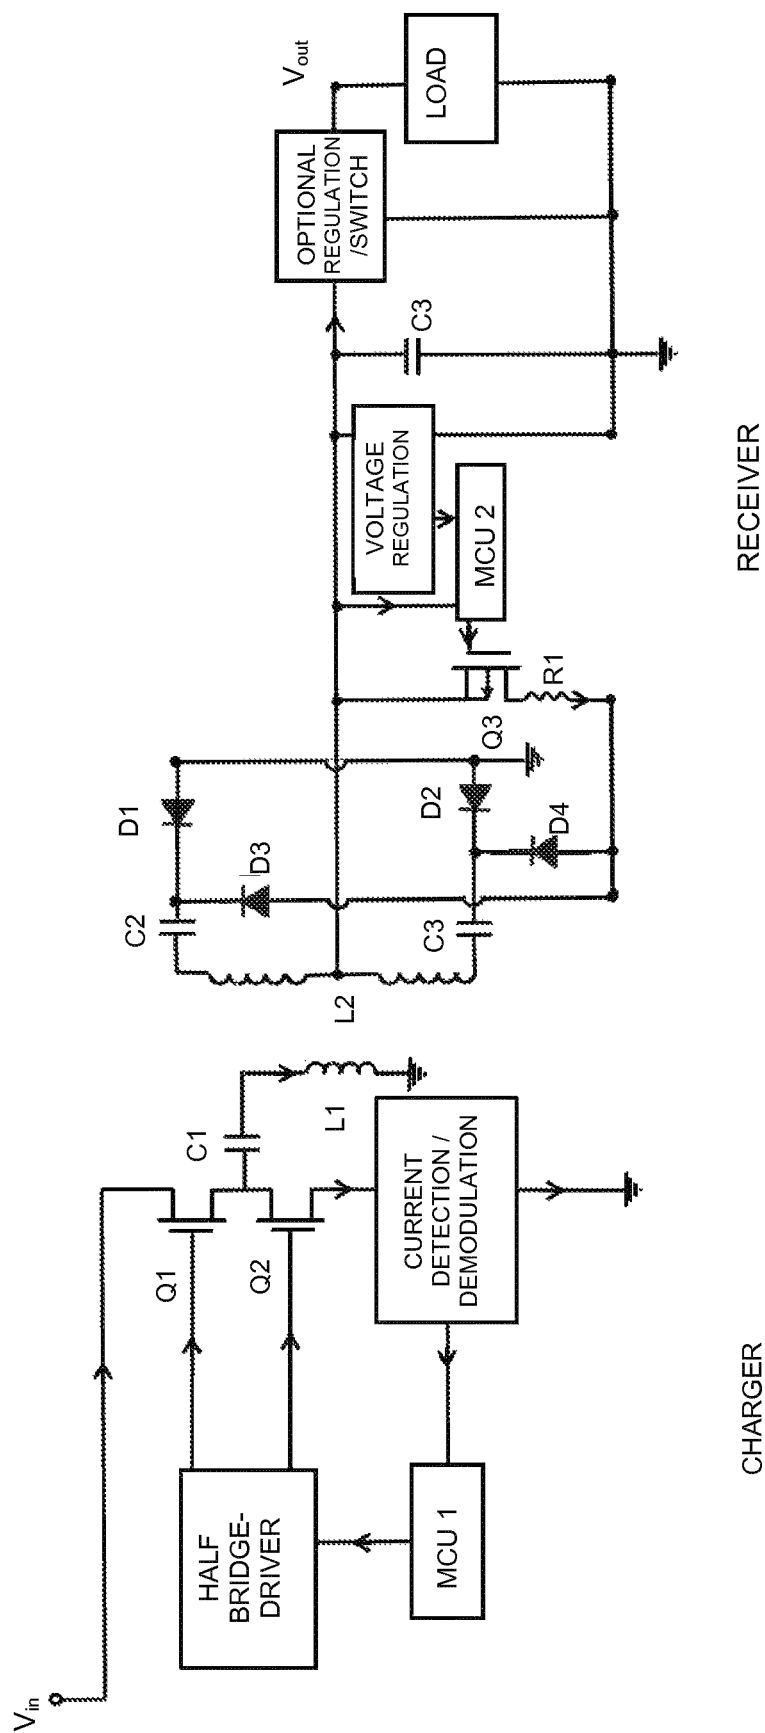 Vin
HALF
BRIDGE-
DRIVER
MCU 1
Q1
Q2
C1
L1
CURRENT
DETECTION /
DEMODULATION
CHARGER
L2
C2
C3
D1
D3
D2
D4
Q3
R1
MCU 2
VOLTAGE
REGULATION
C3
OPTIONAL
REGULATION
/SWITCH
Vout
LOAD
RECEIVER